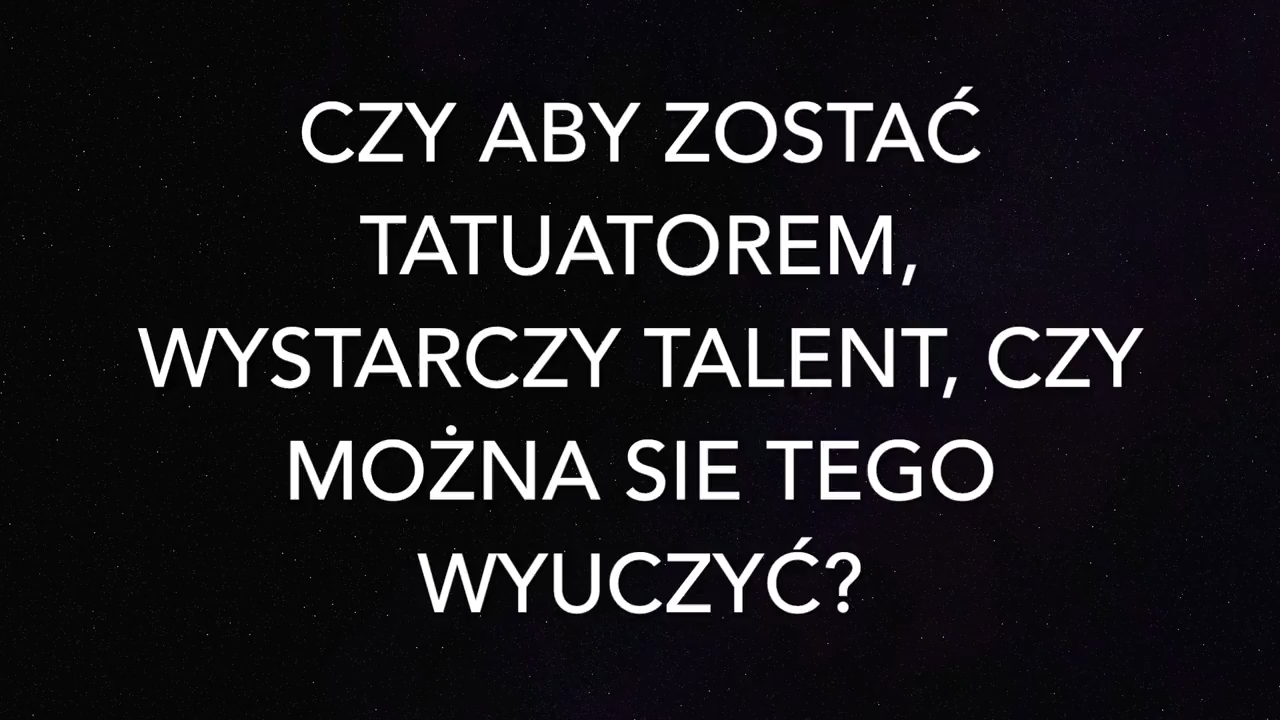 CZY ABY ZOSTAĆ
TATUATOREM,
WYSTARCZY TALENT, CZY
MOŻNA SIE TEGO
WYUCZYĆ?